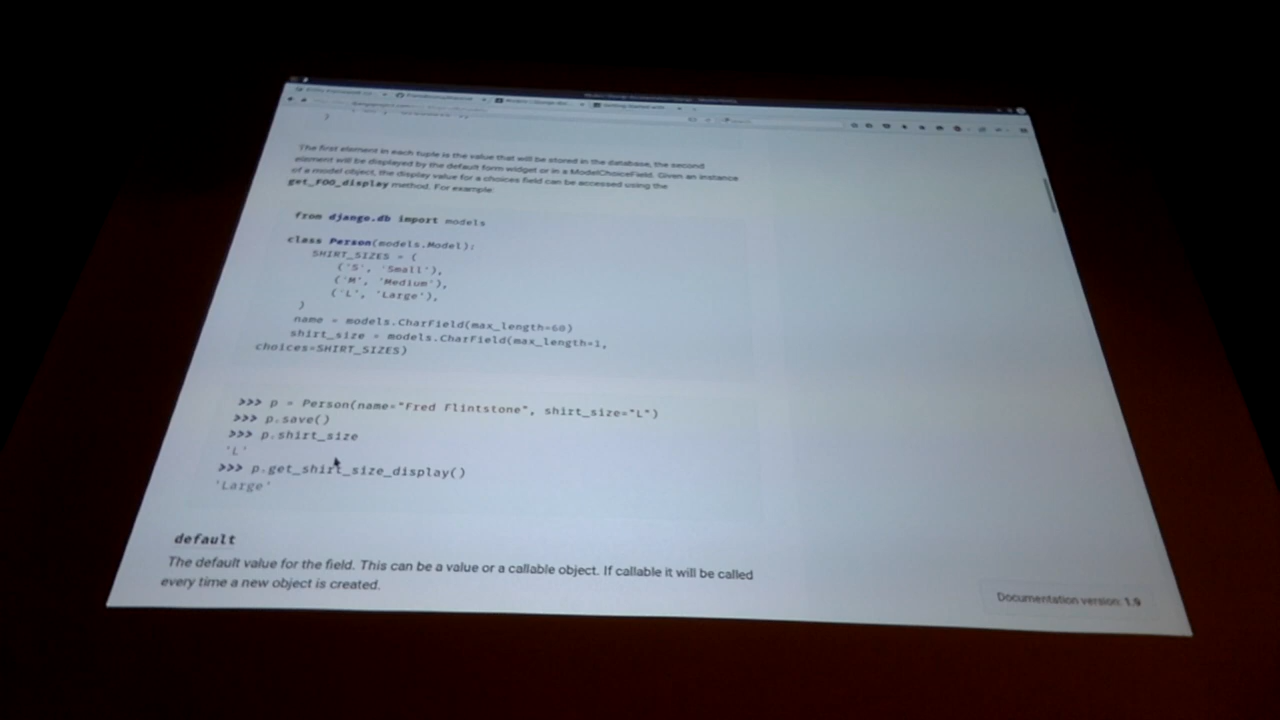 }
The first element in each tuple is the value that will be stored in the database, the second
element will be displayed by the default form widget or in a ModelChoiceField. Given an instance
of a model object, the display value for a choices field can be accessed using the
get_FOO_display method. For example:
from django.db import models
class Person(models.Model):
SHIRT_SIZES = (
('S', 'Small'),
('M', 'Medium'),
('L', 'Large'),
)
name = models.CharField(max_length=60)
shirt_size = models.CharField(max_length=1,
choices=SHIRT_SIZES)
>>> p = Person(name="Fred Flintstone", shirt_size="L")
>>> p.save()
>>> p.shirt_size
'L'
>>> p.get_shirt_size_display()
'Large'
default
The default value for the field. This can be a value or a callable object. If callable it will be called
every time a new object is created.
Documentation version: 1.9